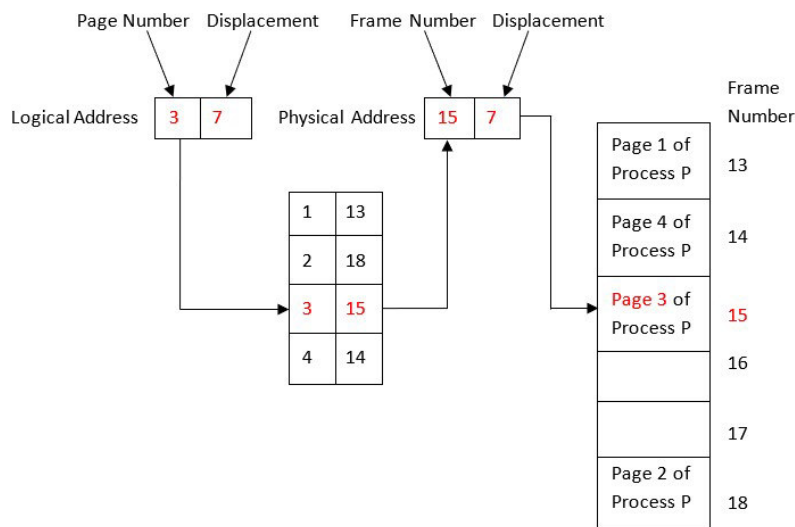 Page Number Displacement Frame Number Displacement
Frame
Number
Logical Address 3 7 Physical Address 15 7
Page 1 of
Process P 13
1 13
2 18
3 15
4 14
Page 4 of
Process P 14
Page 3 of
Process P 15
16
17
Page 2 of
Process P 18